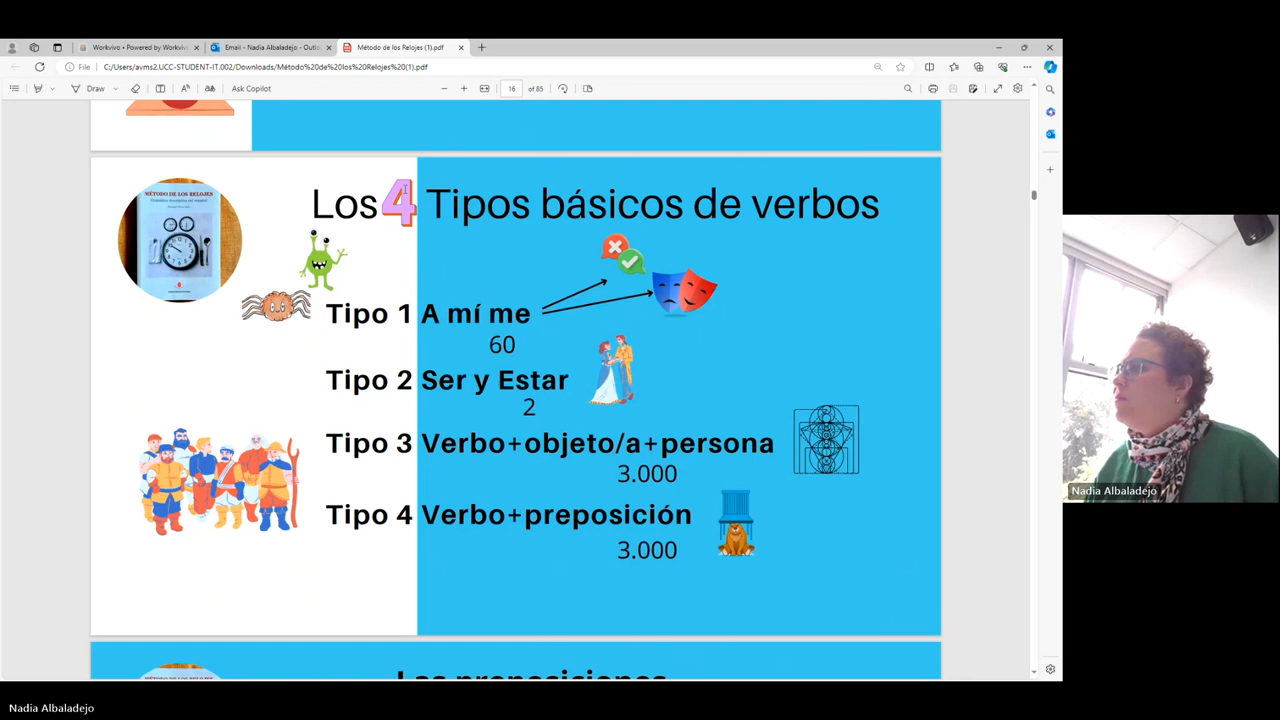 Workvivo • Powered by Workvivo
Email - Nadia Albaladejo - Outlo
Método de los Relojes (1).pdf
File
C:/Users/avms2.UCC-STUDENT-IT.002/Downloads/Método%20de%20los%20Relojes%20(1).pdf
Draw
Ask Copilot
16
of 85
MÉTODO DE LOS RELOJES
Los 4 Tipos básicos de verbos
Tipo 1 A mí me
60
Tipo 2 Ser y Estar
2
Tipo 3 Verbo+objeto/a+persona
3.000
Tipo 4 Verbo+preposición
3.000
Las preposiciones
Nadia Albaladejo
Nadia Albaladejo